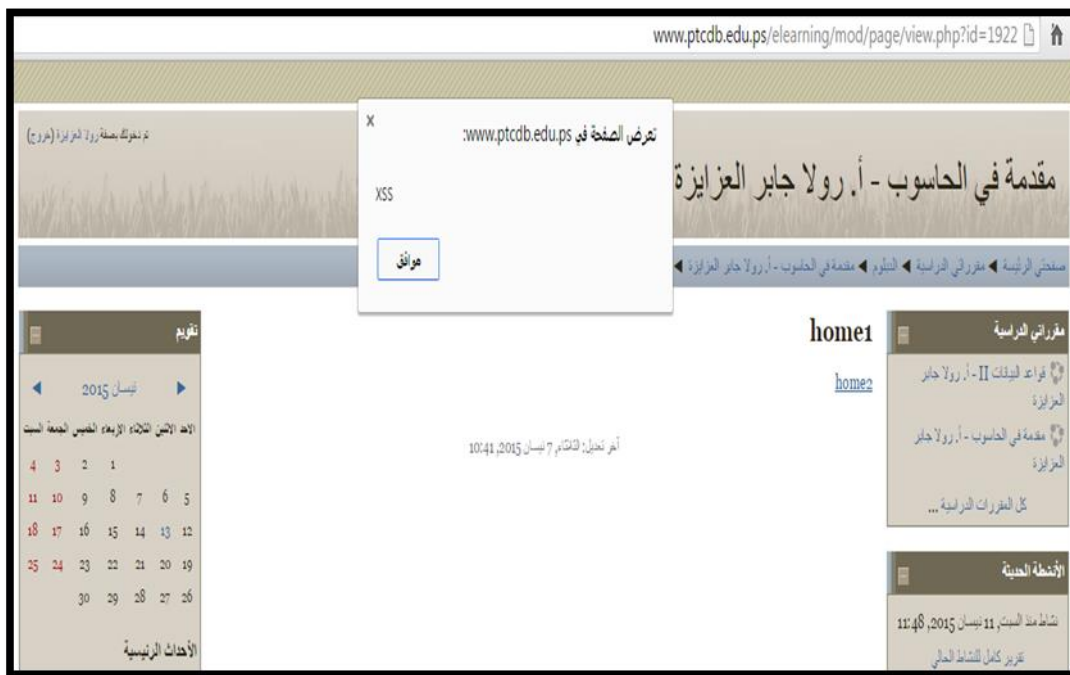 www.ptcdb.edu.ps/elearning/mod/page/view.php?id=1922
تم دخولك بصفة رولا العزايزة (خروج)
مقدمة في الحاسوب - أ. رولا جابر العزايزة
تعرض الصفحة في www.ptcdb.edu.ps:
XSS
موافق
صفحتي الرئيسة ◄ مقرراتي الدراسية ◄ الدبلوم ◄ مقدمة في الحاسوب - أ. رولا جابر العزايزة ◄
مقرراتي الدراسية
قواعد البيانات II - أ. رولا جابر
العزايزة
مقدمة في الحاسوب - أ. رولا جابر
العزايزة
كل المقررات الدراسية ...
الأنشطة الحديثة
نشاط منذ السبت, 11 نيسان 2015, 11:48
تقرير كامل للنشاط الحالي
home1
home2
آخر تعديل: الثلاثاء, 7 نيسان 2015, 10:41
تقويم
نيسان 2015
الاحد الاثنين الثلاثاء الاربعاء الخميس الجمعة السبت
1 2 3 4
5 6 7 8 9 10 11
12 13 14 15 16 17 18
19 20 21 22 23 24 25
26 27 28 29 30
الأحداث الرئيسية